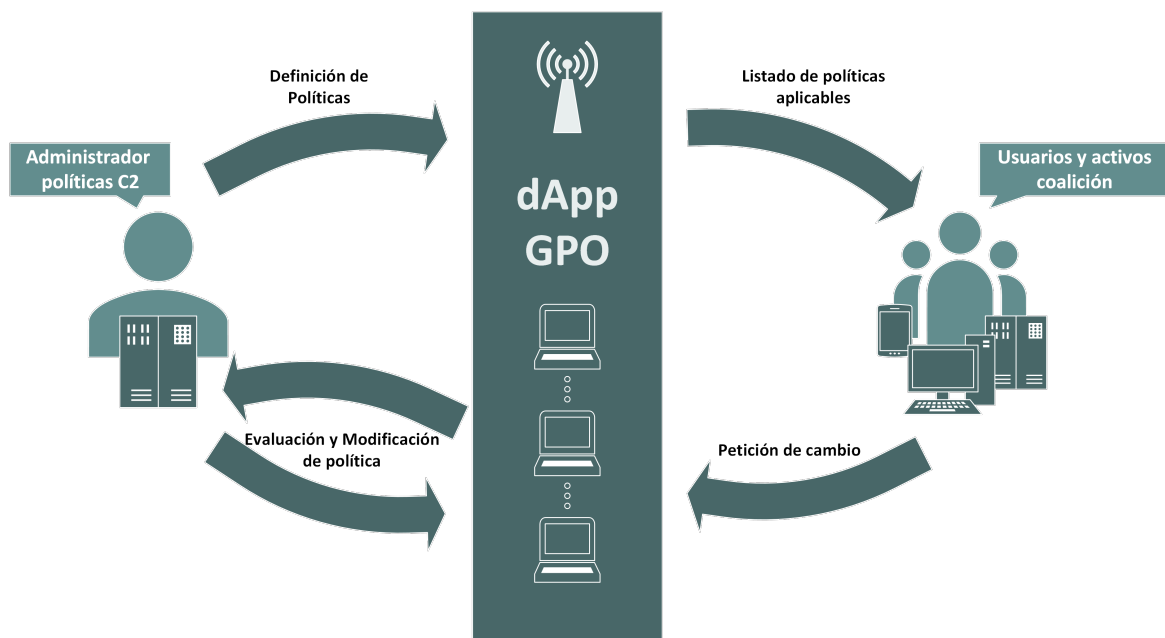 Definición de
Políticas
Listado de políticas
aplicables
Administrador
políticas C2
Usuarios y activos
coalición
dApp
GPO
Evaluación y Modificación
de política
Petición de cambio